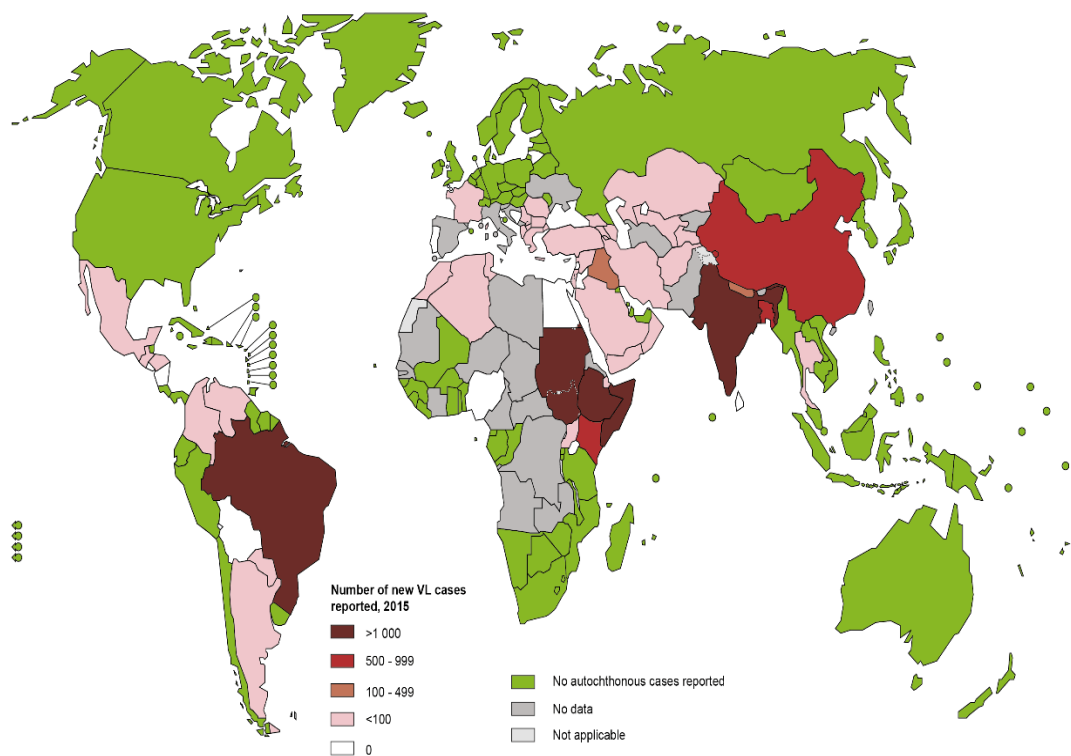 Number of new VL cases
reported, 2015
>1 000
500 - 999
100 - 499
<100
0
No autochthonous cases reported
No data
Not applicable